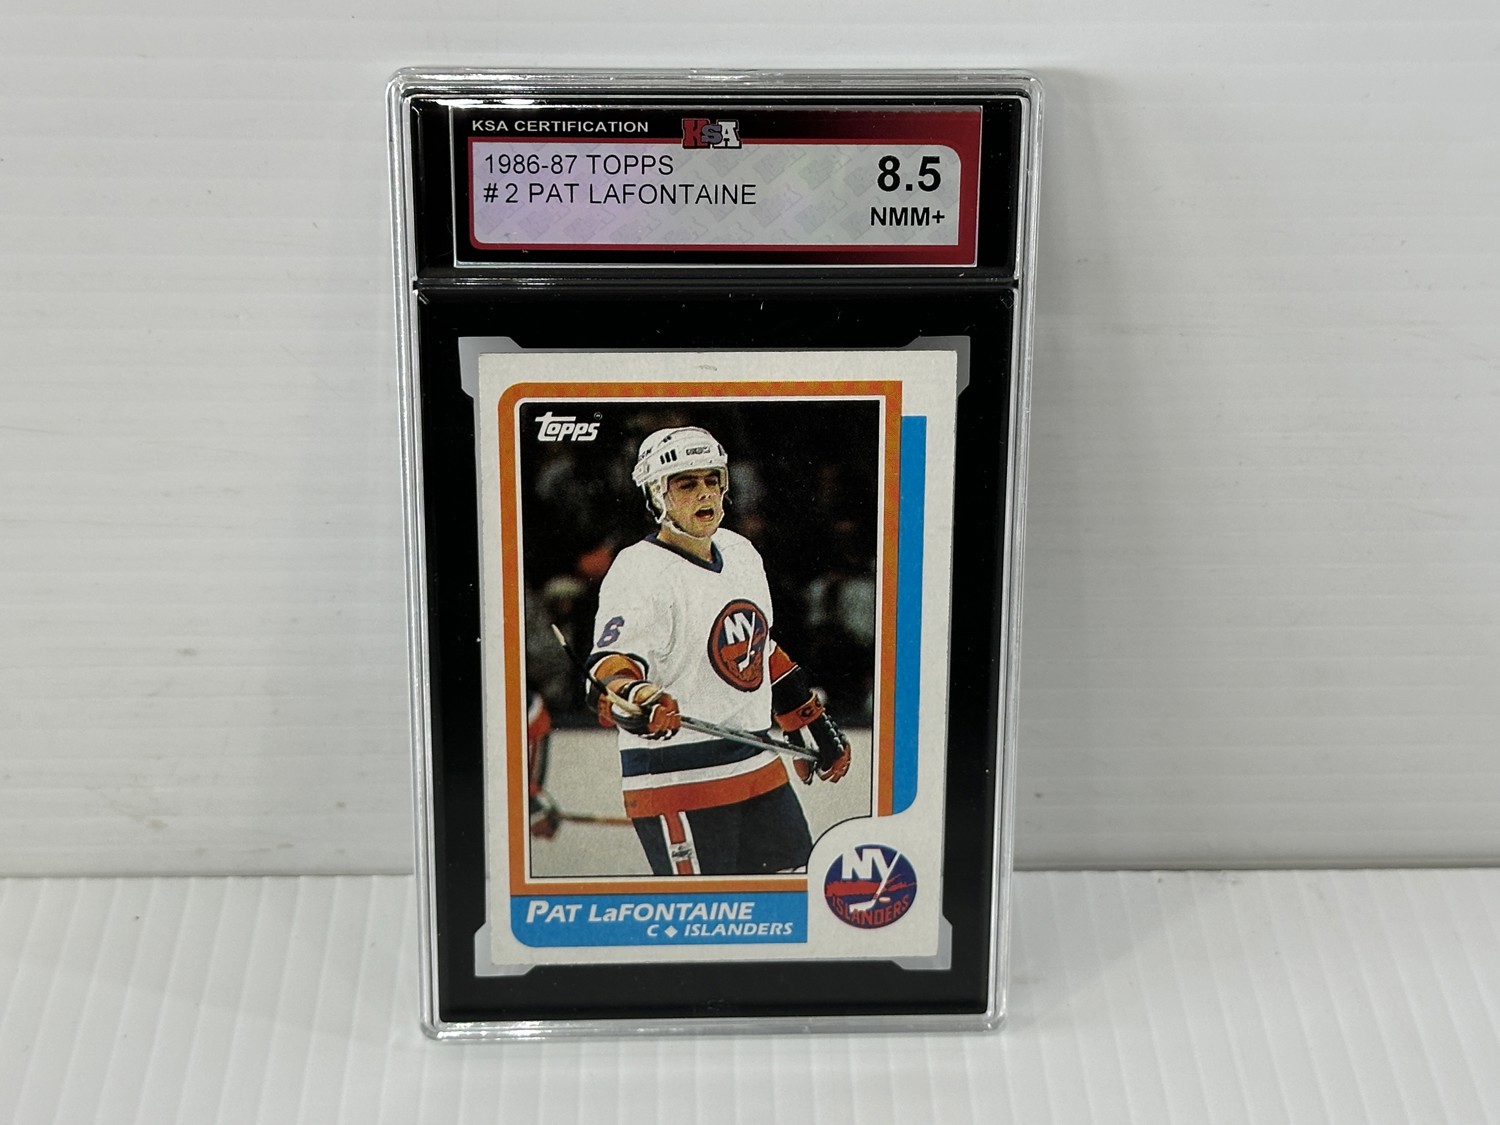 KSA CERTIFICATION
KSA
1986-87 TOPPS
# 2 PAT LAFONTAINE
8.5
NMM+
topps
6
NY
NY
ISLANDERS
PAT LaFONTAINE
C ◆ ISLANDERS